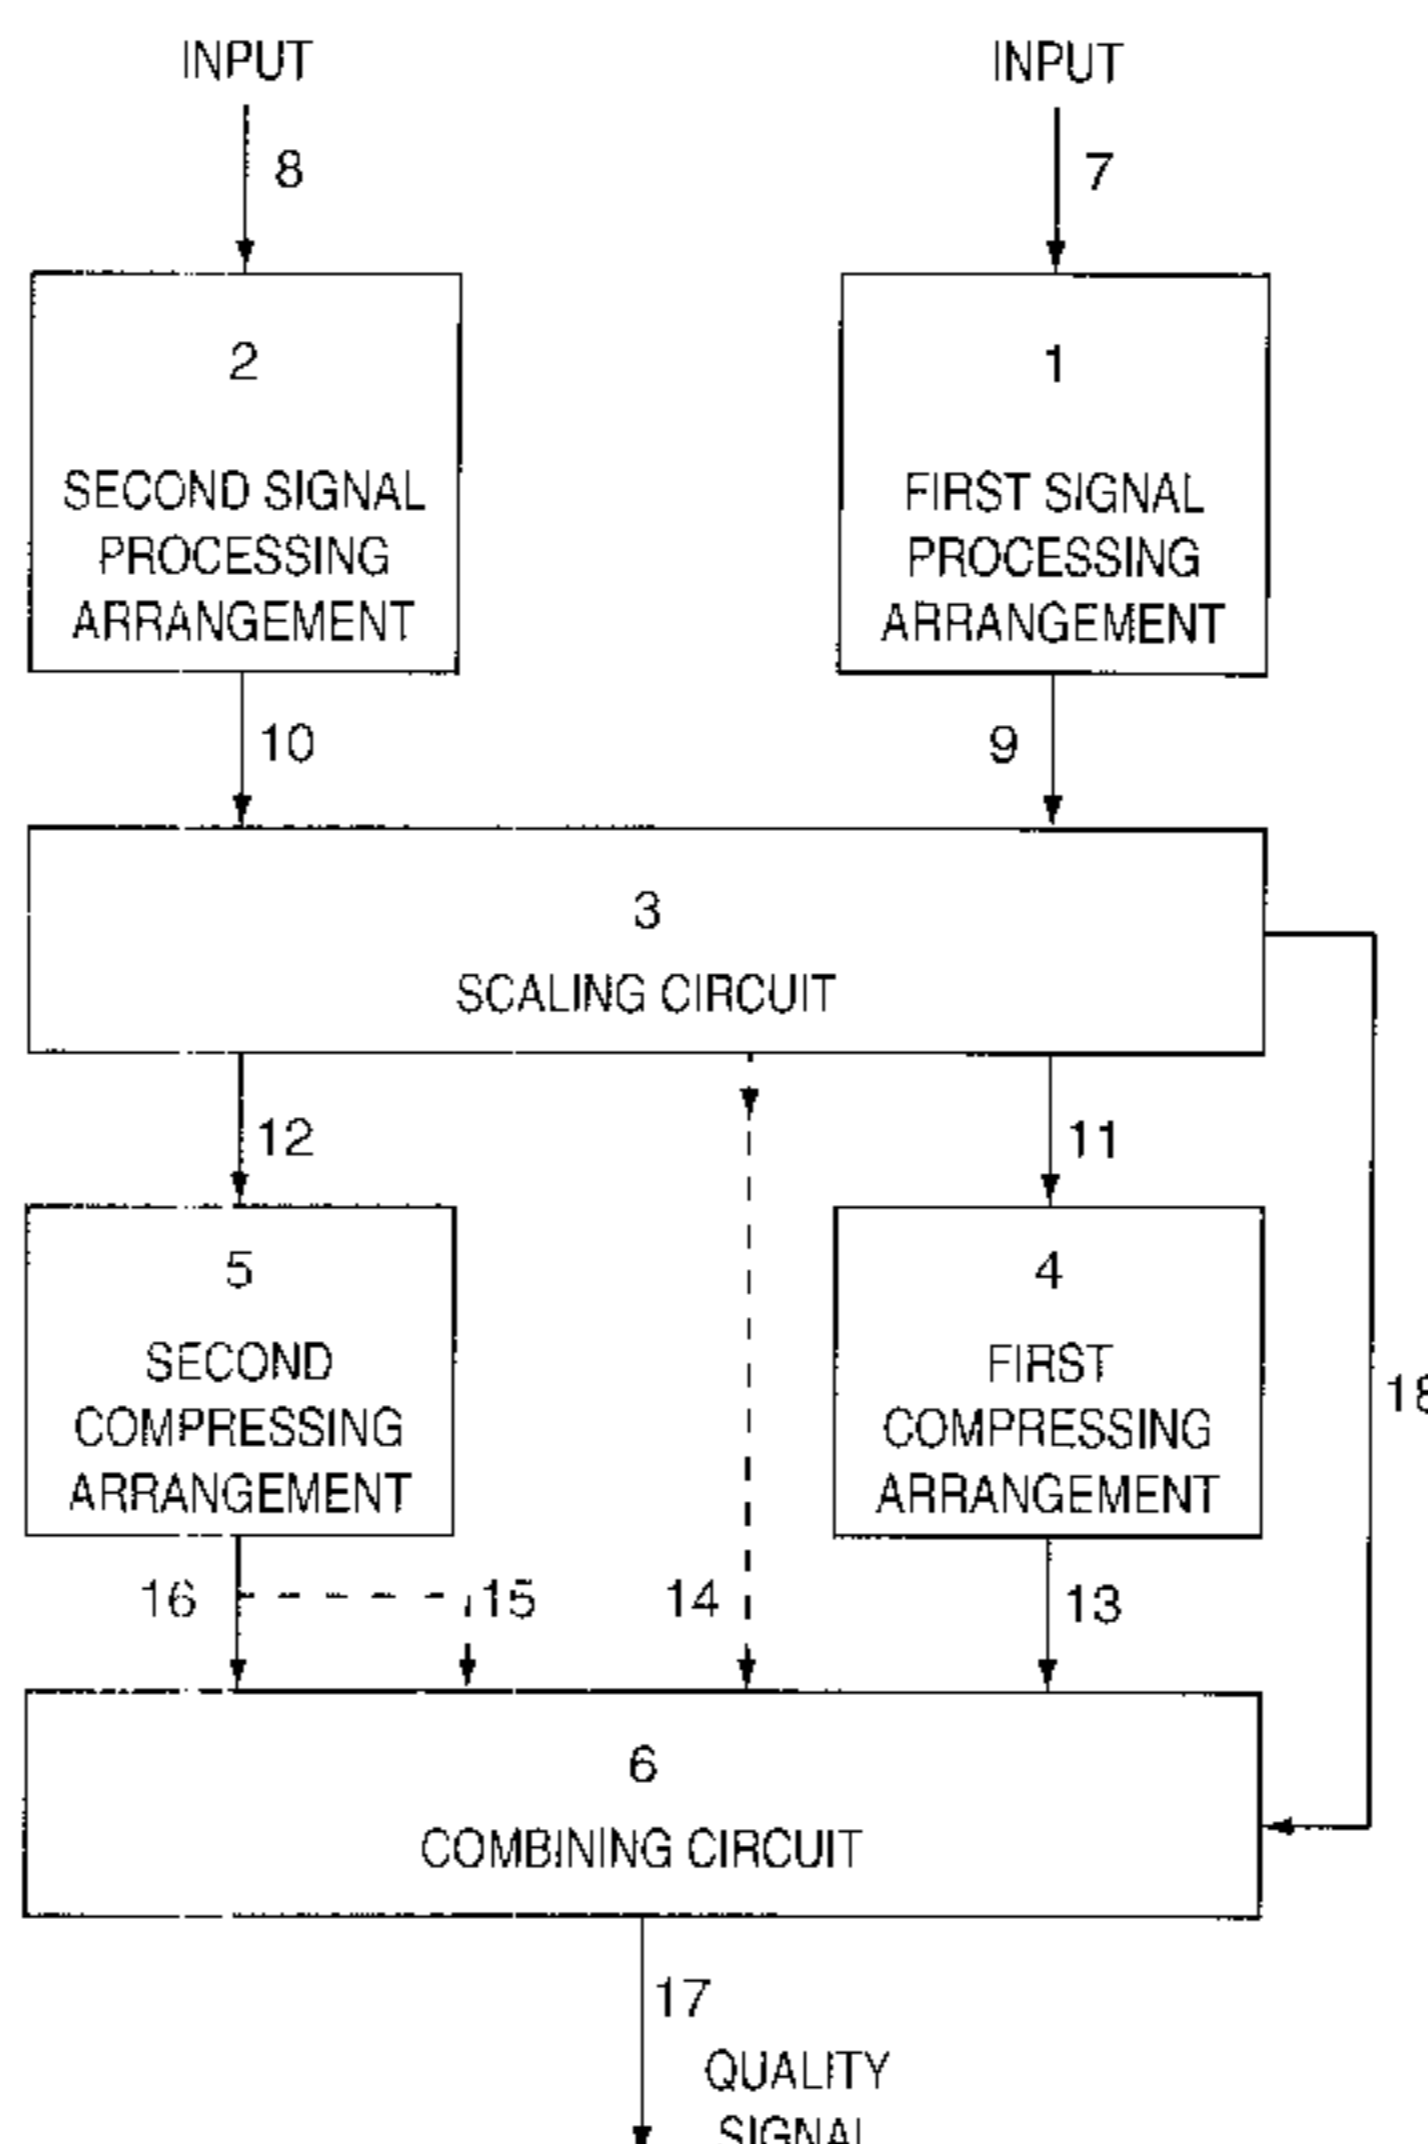 INPUT INPUT
8 7
2 1
SECOND SIGNAL FIRST SIGNAL
PROCESSING PROCESSING
ARRANGEMENT ARRANGEMENT
10 9
3
SCALING CIRCUIT
12 11
5 4
SECOND FIRST
COMPRESSING COMPRESSING
ARRANGEMENT ARRANGEMENT
18
16 15 14 13
6
COMBINING CIRCUIT
17
QUALITY
SIGNAL